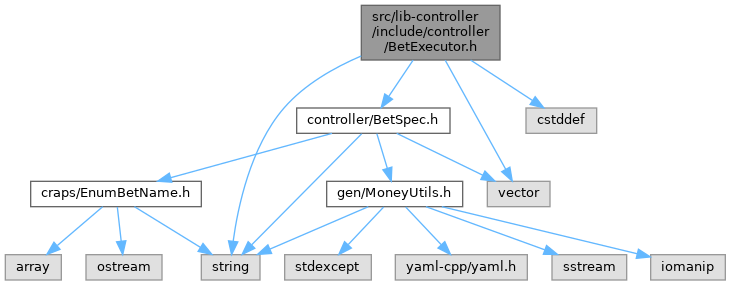 src/lib-controller
/include/controller
/BetExecutor.h
controller/BetSpec.h
cstddef
craps/EnumBetName.h
gen/MoneyUtils.h
vector
array
ostream
string
stdexcept
yaml-cpp/yaml.h
sstream
iomanip